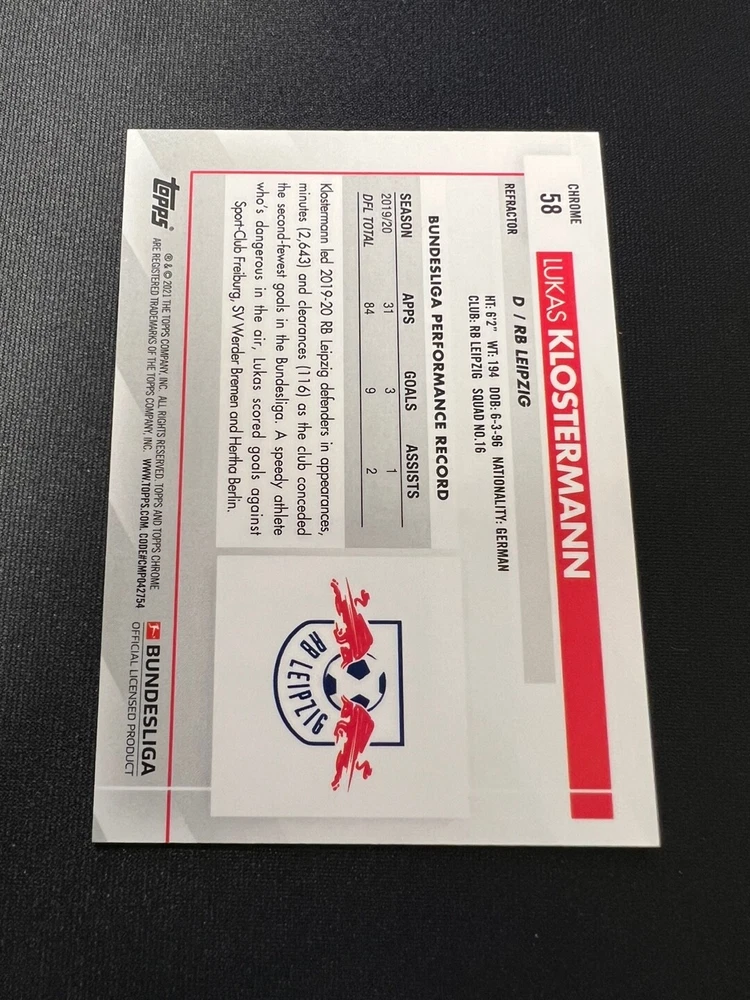 CHROME
58
LUKAS KLOSTERMANN
REFRACTOR
D / RB LEIPZIG
HT: 6'2" WT: 194 DOB: 6-3-96 NATIONALITY: GERMAN
CLUB: RB LEIPZIG SQUAD NO. 16
BUNDESLIGA PERFORMANCE RECORD
SEASON APPS GOALS ASSISTS
2019/20 31 3 1
DFL TOTAL 84 9 2
Klostermann led 2019-20 RB Leipzig defenders in appearances,
minutes (2,643) and clearances (116) as the club conceded
the second-fewest goals in the Bundesliga. A speedy athlete
who's dangerous in the air, Lukas scored goals against
Sport-Club Freiburg, SV Werder Bremen and Hertha Berlin.
RB LEIPZIG
topps
® & © 2021 THE TOPPS COMPANY, INC. ALL RIGHTS RESERVED. TOPPS AND TOPPS CHROME
ARE REGISTERED TRADEMARKS OF THE TOPPS COMPANY, INC. WWW.TOPPS.COM. CODE#CMP042754
BUNDESLIGA
OFFICIAL LICENSED PRODUCT